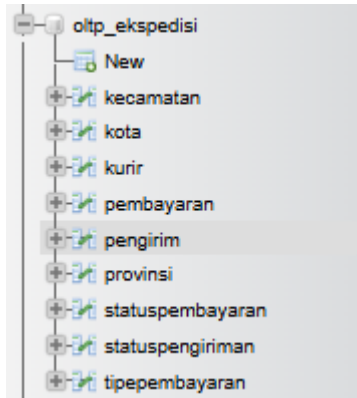 oltp_ekspedisi
New
kecamatan
kota
kurir
pembayaran
pengirim
provinsi
statuspembayaran
statuspengiriman
tipepembayaran